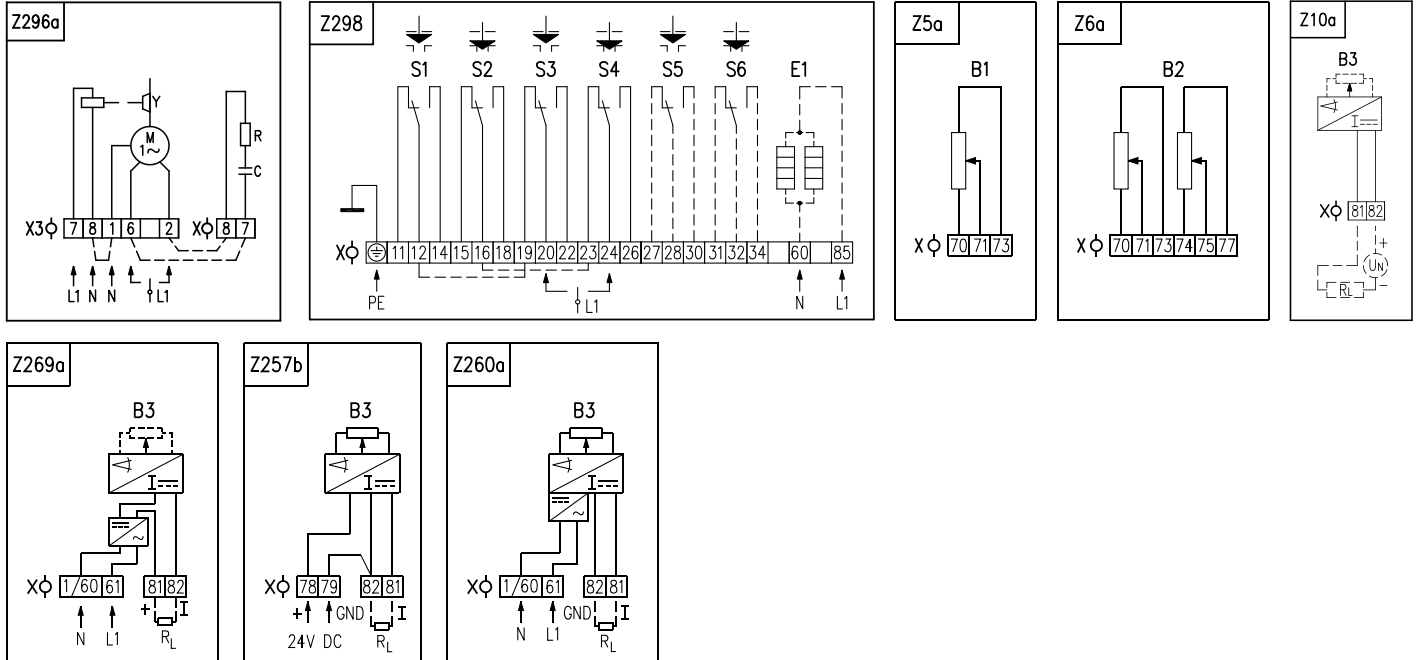 Z296a
Y
M
1~
R
C
X3 7 8 1 6 2 X 8 7
L1 N N L1
Z298
S1 S2 S3 S4 S5 S6 E1
X 11 12 14 15 16 18 19 20 22 23 24 26 27 28 30 31 32 34 60 85
PE L1 N L1
Z5a
B1
X 70 71 73
Z6a
B2
X 70 71 73 74 75 77
Z10a
B3
I
X 81 82
+
UN
RL
−
Z269a
B3
I
~
X 1/60 61 81 82
+ I
N L1 RL
Z257b
B3
I
X 78 79 82 81
+ GND I
24V DC RL
Z260a
B3
I
~
X 1/60 61 82 81
GND I
N L1 RL